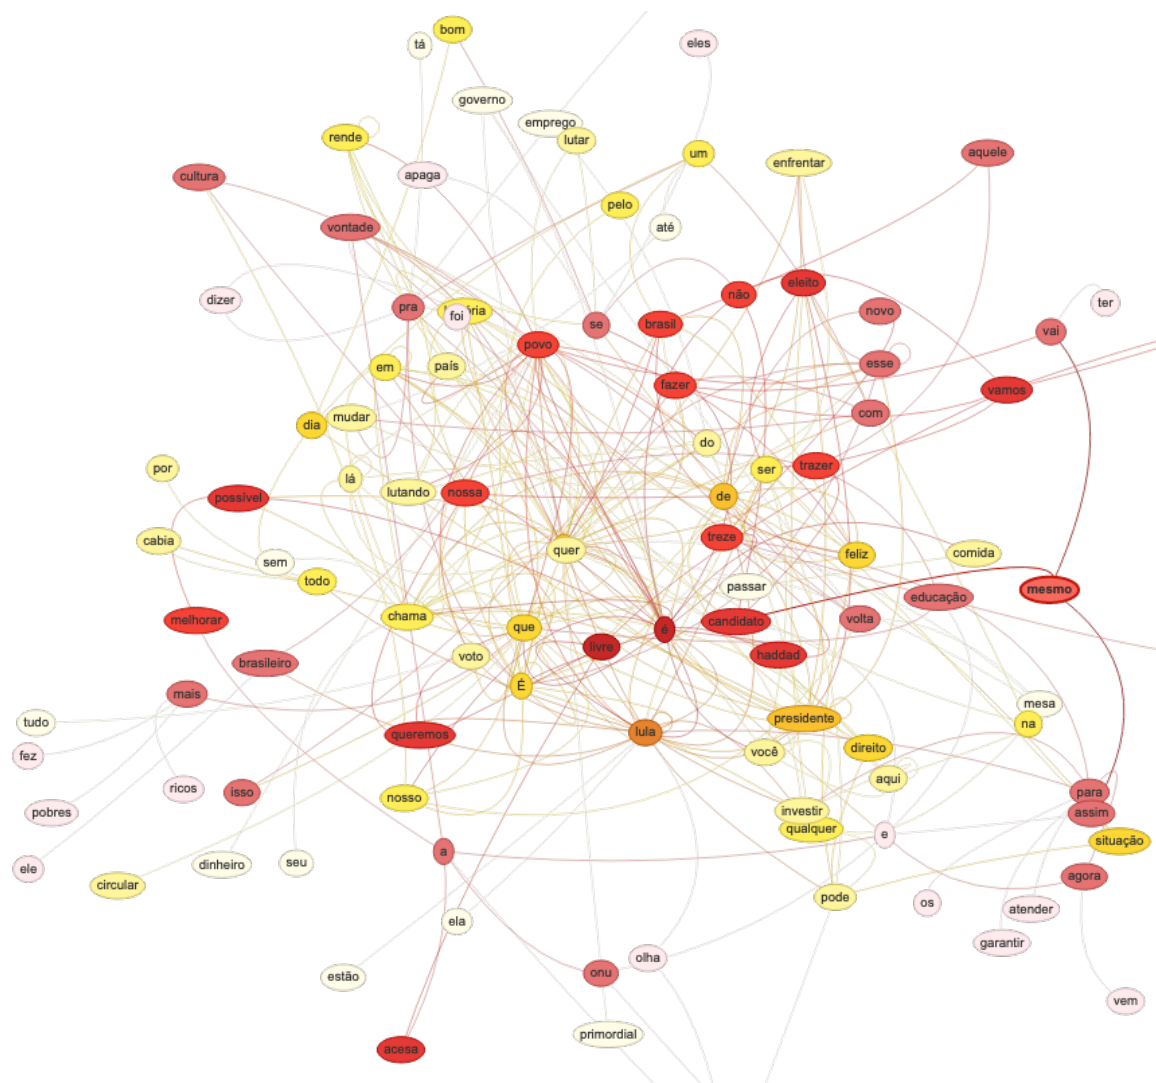 bom
tá
eles
governo
emprego
lutar
rende
um
aquele
enfrentar
apaga
cultura
pelo
vontade
até
eleito
não
dizer
ter
pra
foi
novo
brasil
se
vai
povo
país
esse
em
fazer
vamos
com
mudar
dia
do
por
trazer
ser
lá
lutando
nossa
possível
de
treze
cabia
quer
feliz
comida
sem
todo
passar
mesmo
educação
chama
volta
melhorar
candidato
que
é
livre
voto
haddad
brasileiro
É
mais
mesa
presidente
tudo
na
lula
queremos
direito
você
fez
aqui
ricos
isso
para
nosso
investir
pobres
assim
qualquer
e
situação
a
dinheiro
seu
ele
agora
circular
pode
os
atender
ela
garantir
olha
onu
estão
vem
primordial
acesa